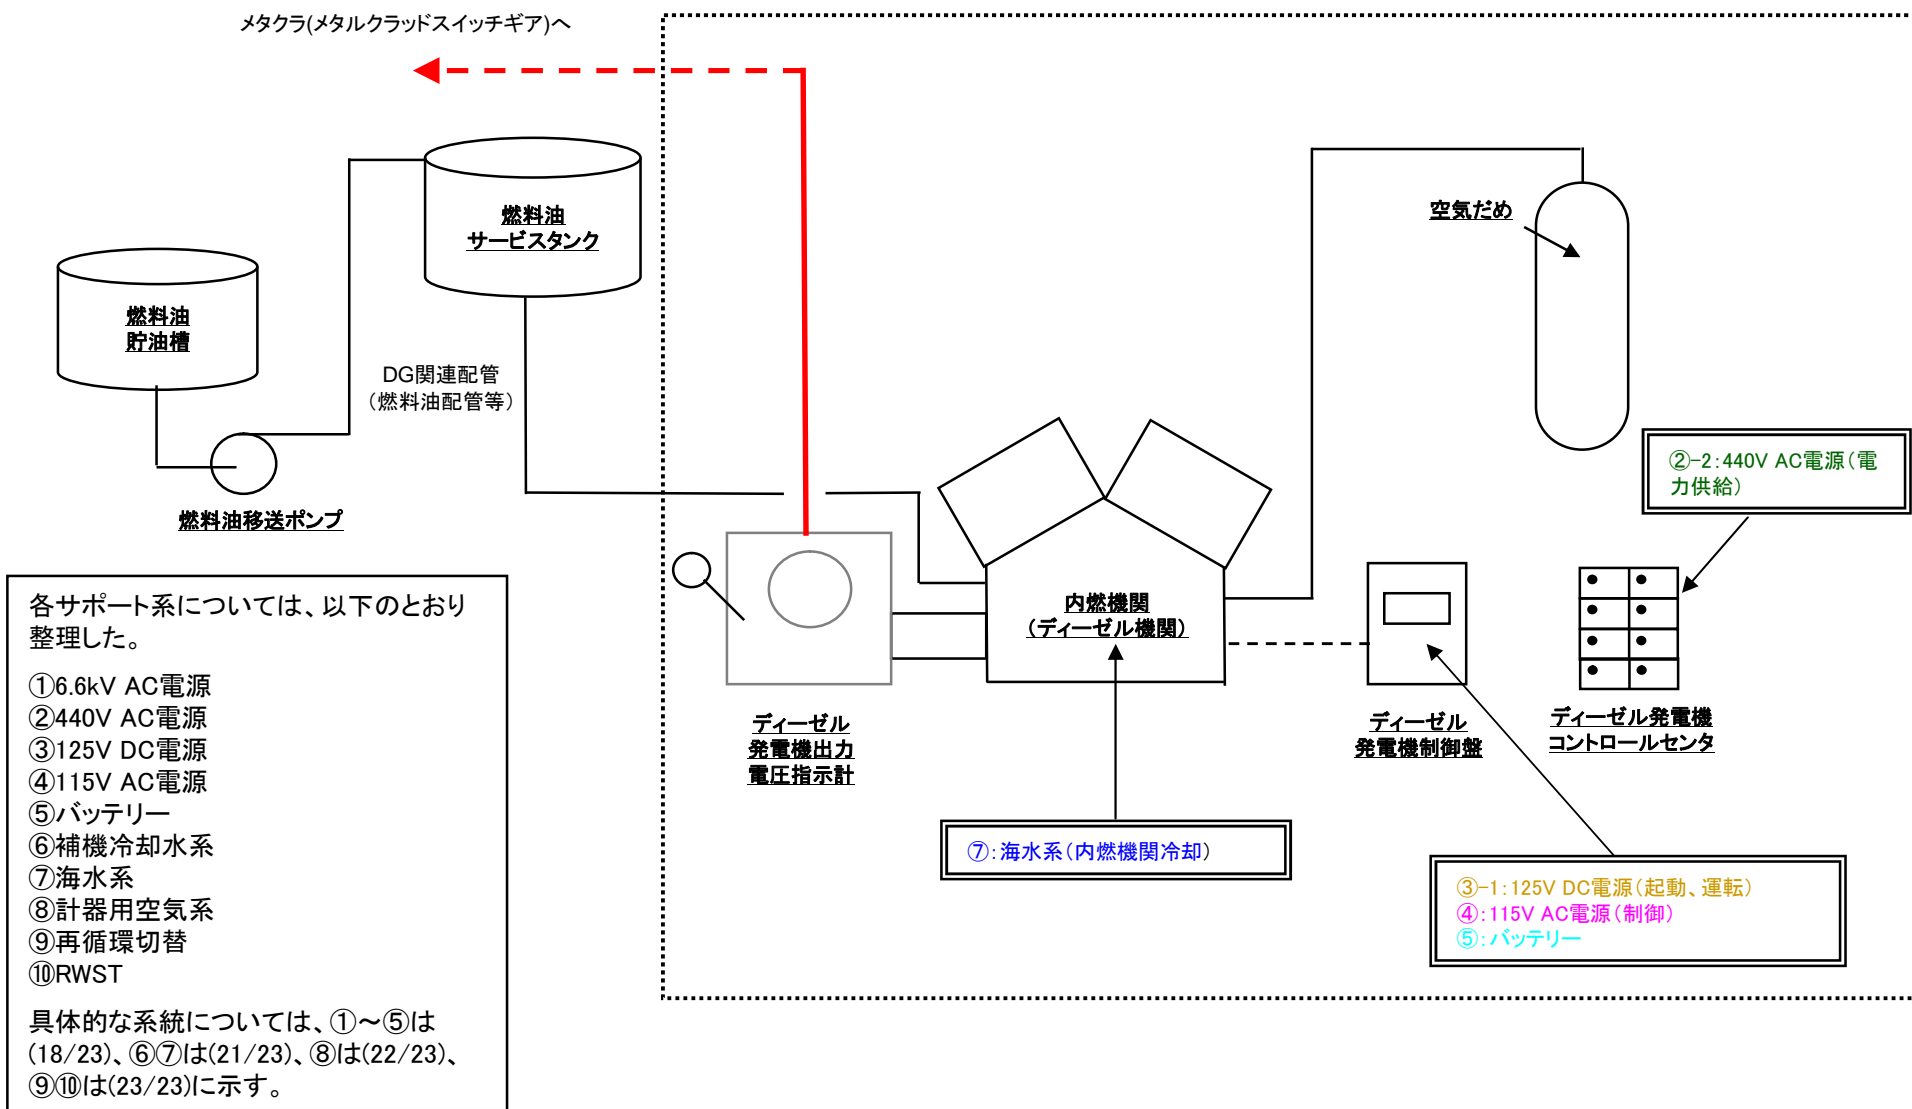 メタクラ(メタルクラッドスイッチギア)へ
燃料油
サービスタンク
空気だめ
燃料油
貯油槽
DG関連配管
(燃料油配管等)
②-2:440V AC電源(電
力供給)
燃料油移送ポンプ
内燃機関
(ディーゼル機関)
ディーゼル
発電機出力
電圧指示計
ディーゼル
発電機制御盤
ディーゼル発電機
コントロールセンタ
⑦:海水系(内燃機関冷却)
③-1:125V DC電源(起動、運転)
④:115V AC電源(制御)
⑤:バッテリー
各サポート系については、以下のとおり
整理した。
①6.6kV AC電源
②440V AC電源
③125V DC電源
④115V AC電源
⑤バッテリー
⑥補機冷却水系
⑦海水系
⑧計器用空気系
⑨再循環切替
⑩RWST
具体的な系統については、①~⑤は
(18/23)、⑥⑦は(21/23)、⑧は(22/23)、
⑨⑩は(23/23)に示す。